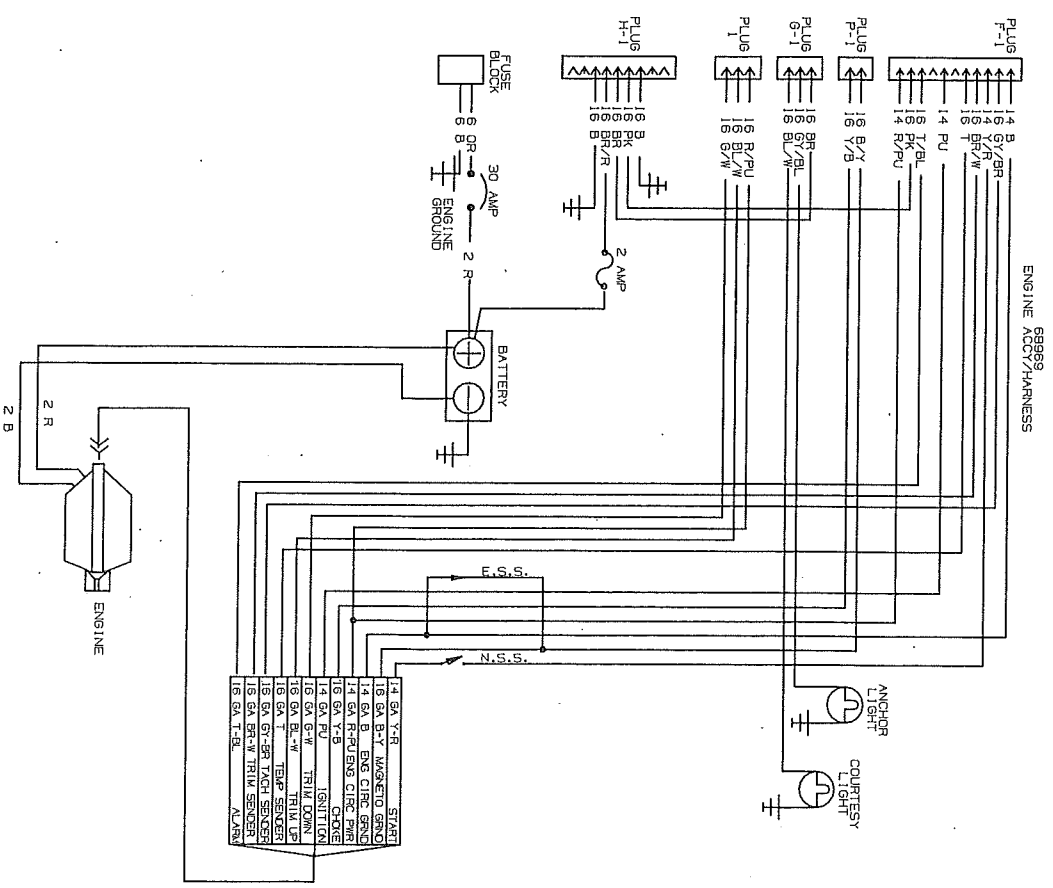 68969
ENGINE ACCY/HARNESS
PLUG
F-1
14 B
16 GY/BR
14 Y/R
16 BR/W
16 T
14 PU
16 T/BL
16 PK
14 R/PU
PLUG
P-1
16 B/Y
16 Y/B
PLUG
G-1
16 BR
16 GY/BL
16 BL/W
PLUG
I
16 R/PU
16 BL/W
16 G/W
PLUG
H-1
16 B
16 PK
16 BR
16 BR/R
16 B
FUSE
BLOCK
6 OR
6 B
30 AMP
ENGINE
GROUND
2 R
2 AMP
BATTERY
2 R
2 B
ENGINE
E.S.S.
N.S.S.
ANCHOR
LIGHT
COURTESY
LIGHT
14 GA Y-R START
16 GA B-Y MAGNETO GRND
14 GA B ENG CIRC GRND
14 GA R-PU ENG CIRC PWR
16 GA Y-B CHOKE
14 GA PU IGNITION
16 GA G-W TRIM DOWN
16 GA BL-W TRIM UP
16 GA T TEMP SENDER
16 GA GY-BR TACH SENDER
16 GA BR-W TRIM SENDER
16 GA T-BL ALARM